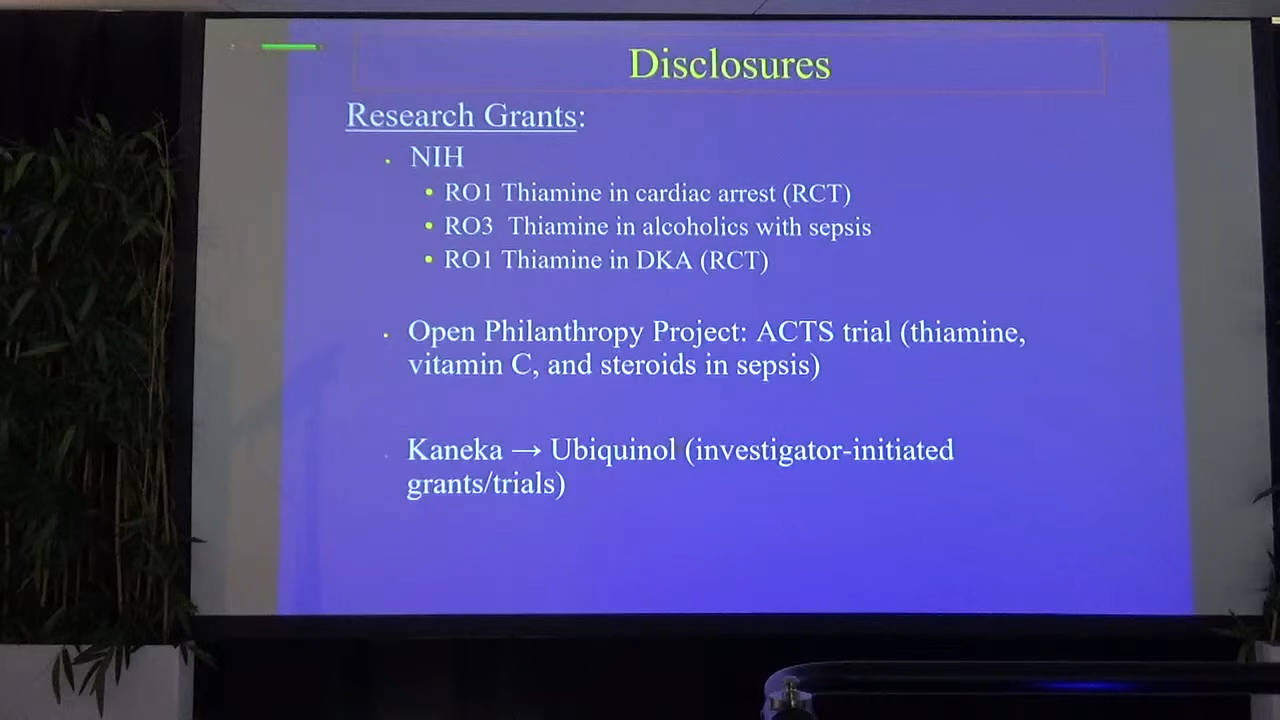 Disclosures
Research Grants:
NIH
• RO1 Thiamine in cardiac arrest (RCT)
• RO3 Thiamine in alcoholics with sepsis
• RO1 Thiamine in DKA (RCT)
Open Philanthropy Project: ACTS trial (thiamine,
vitamin C, and steroids in sepsis)
Kaneka → Ubiquinol (investigator-initiated
grants/trials)